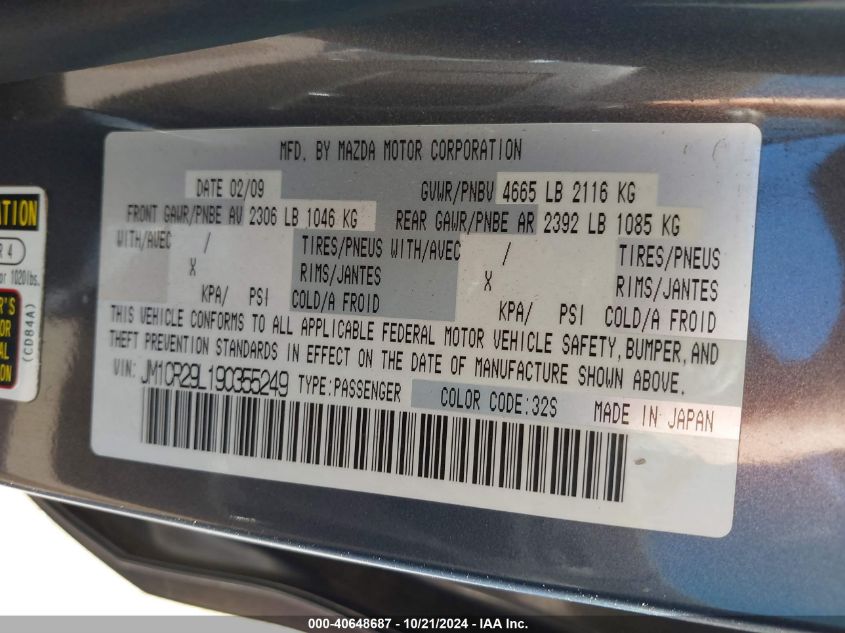 MFD. BY MAZDA MOTOR CORPORATION
DATE 02/09 GVWR/PNBV 4665 LB 2116 KG
FRONT GAWR/PNBE AV 2306 LB 1046 KG REAR GAWR/PNBE AR 2392 LB 1085 KG
WITH/AVEC / TIRES/PNEUS WITH/AVEC / TIRES/PNEUS
X RIMS/JANTES X RIMS/JANTES
KPA/ PSI COLD/A FROID KPA/ PSI COLD/A FROID
THIS VEHICLE CONFORMS TO ALL APPLICABLE FEDERAL MOTOR VEHICLE SAFETY, BUMPER, AND
THEFT PREVENTION STANDARDS IN EFFECT ON THE DATE OF MANUFACTURE SHOWN ABOVE.
VIN: JM1CR29L190355249 TYPE:PASSENGER COLOR CODE:32S MADE IN JAPAN
R 4
or 1020lbs.
(CD84A)
000-40648687 - 10/21/2024 - IAA Inc.